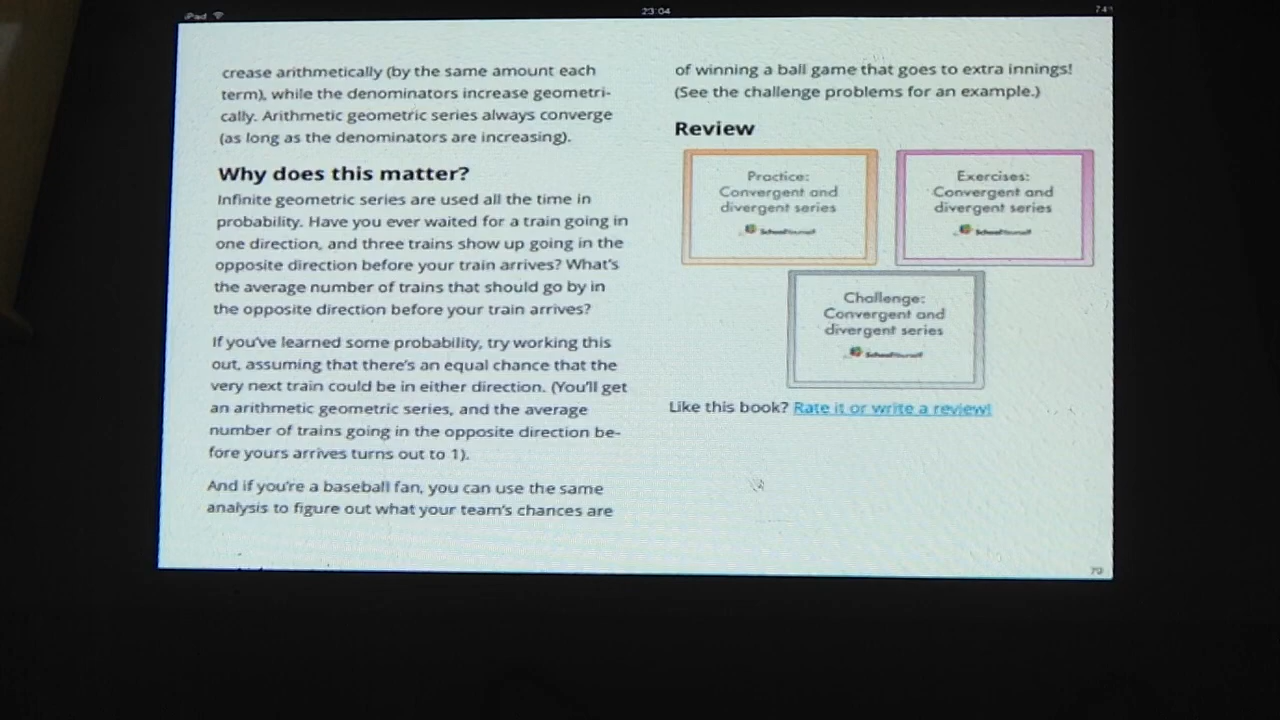 iPad
23:04
crease arithmetically (by the same amount each
term), while the denominators increase geometri-
cally. Arithmetic geometric series always converge
(as long as the denominators are increasing).
Why does this matter?
Infinite geometric series are used all the time in
probability. Have you ever waited for a train going in
one direction, and three trains show up going in the
opposite direction before your train arrives? What's
the average number of trains that should go by in
the opposite direction before your train arrives?
If you've learned some probability, try working this
out, assuming that there's an equal chance that the
very next train could be in either direction. (You'll get
an arithmetic geometric series, and the average
number of trains going in the opposite direction be-
fore yours arrives turns out to 1).
And if you're a baseball fan, you can use the same
analysis to figure out what your team's chances are
of winning a ball game that goes to extra innings!
(See the challenge problems for an example.)
Review
Practice:
Convergent and
divergent series
SchoolYourself
Exercises:
Convergent and
divergent series
SchoolYourself
Challenge:
Convergent and
divergent series
SchoolYourself
Like this book? Rate it or write a review!
70